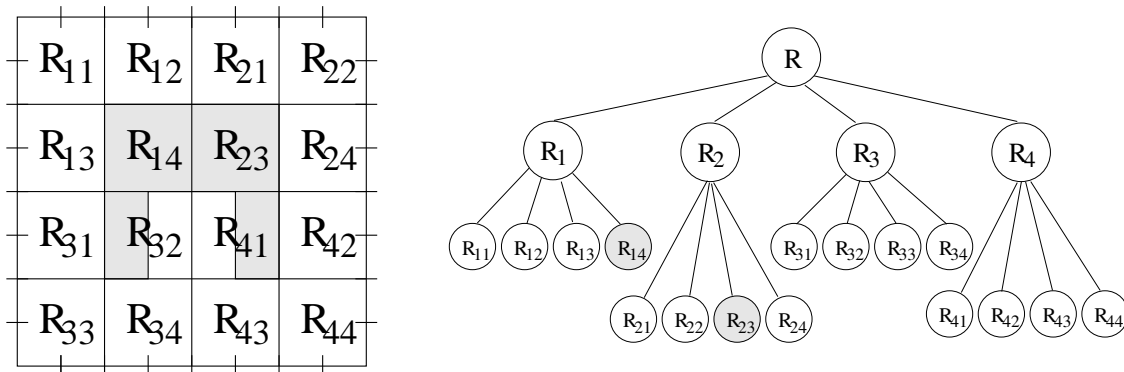 R11 R12 R21 R22
R13 R14 R23 R24
R31 R32 R41 R42
R33 R34 R43 R44
R
R1 R2 R3 R4
R11 R12 R13 R14 R31 R32 R33 R34
R21 R22 R23 R24 R41 R42 R43 R44